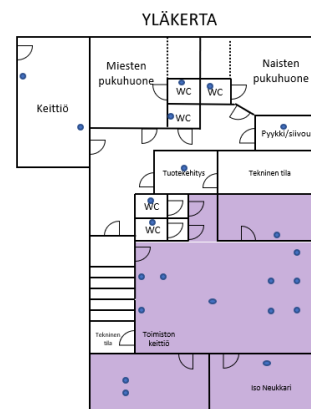 YLÄKERTA
Miesten
pukuhuone
Naisten
pukuhuone
Keittiö
WC
WC
WC
Pyykki/siivou
Tuotekehitys
Tekninen tila
WC
WC
Tekninen
tila
Toimiston
keittiö
Iso Neukkari